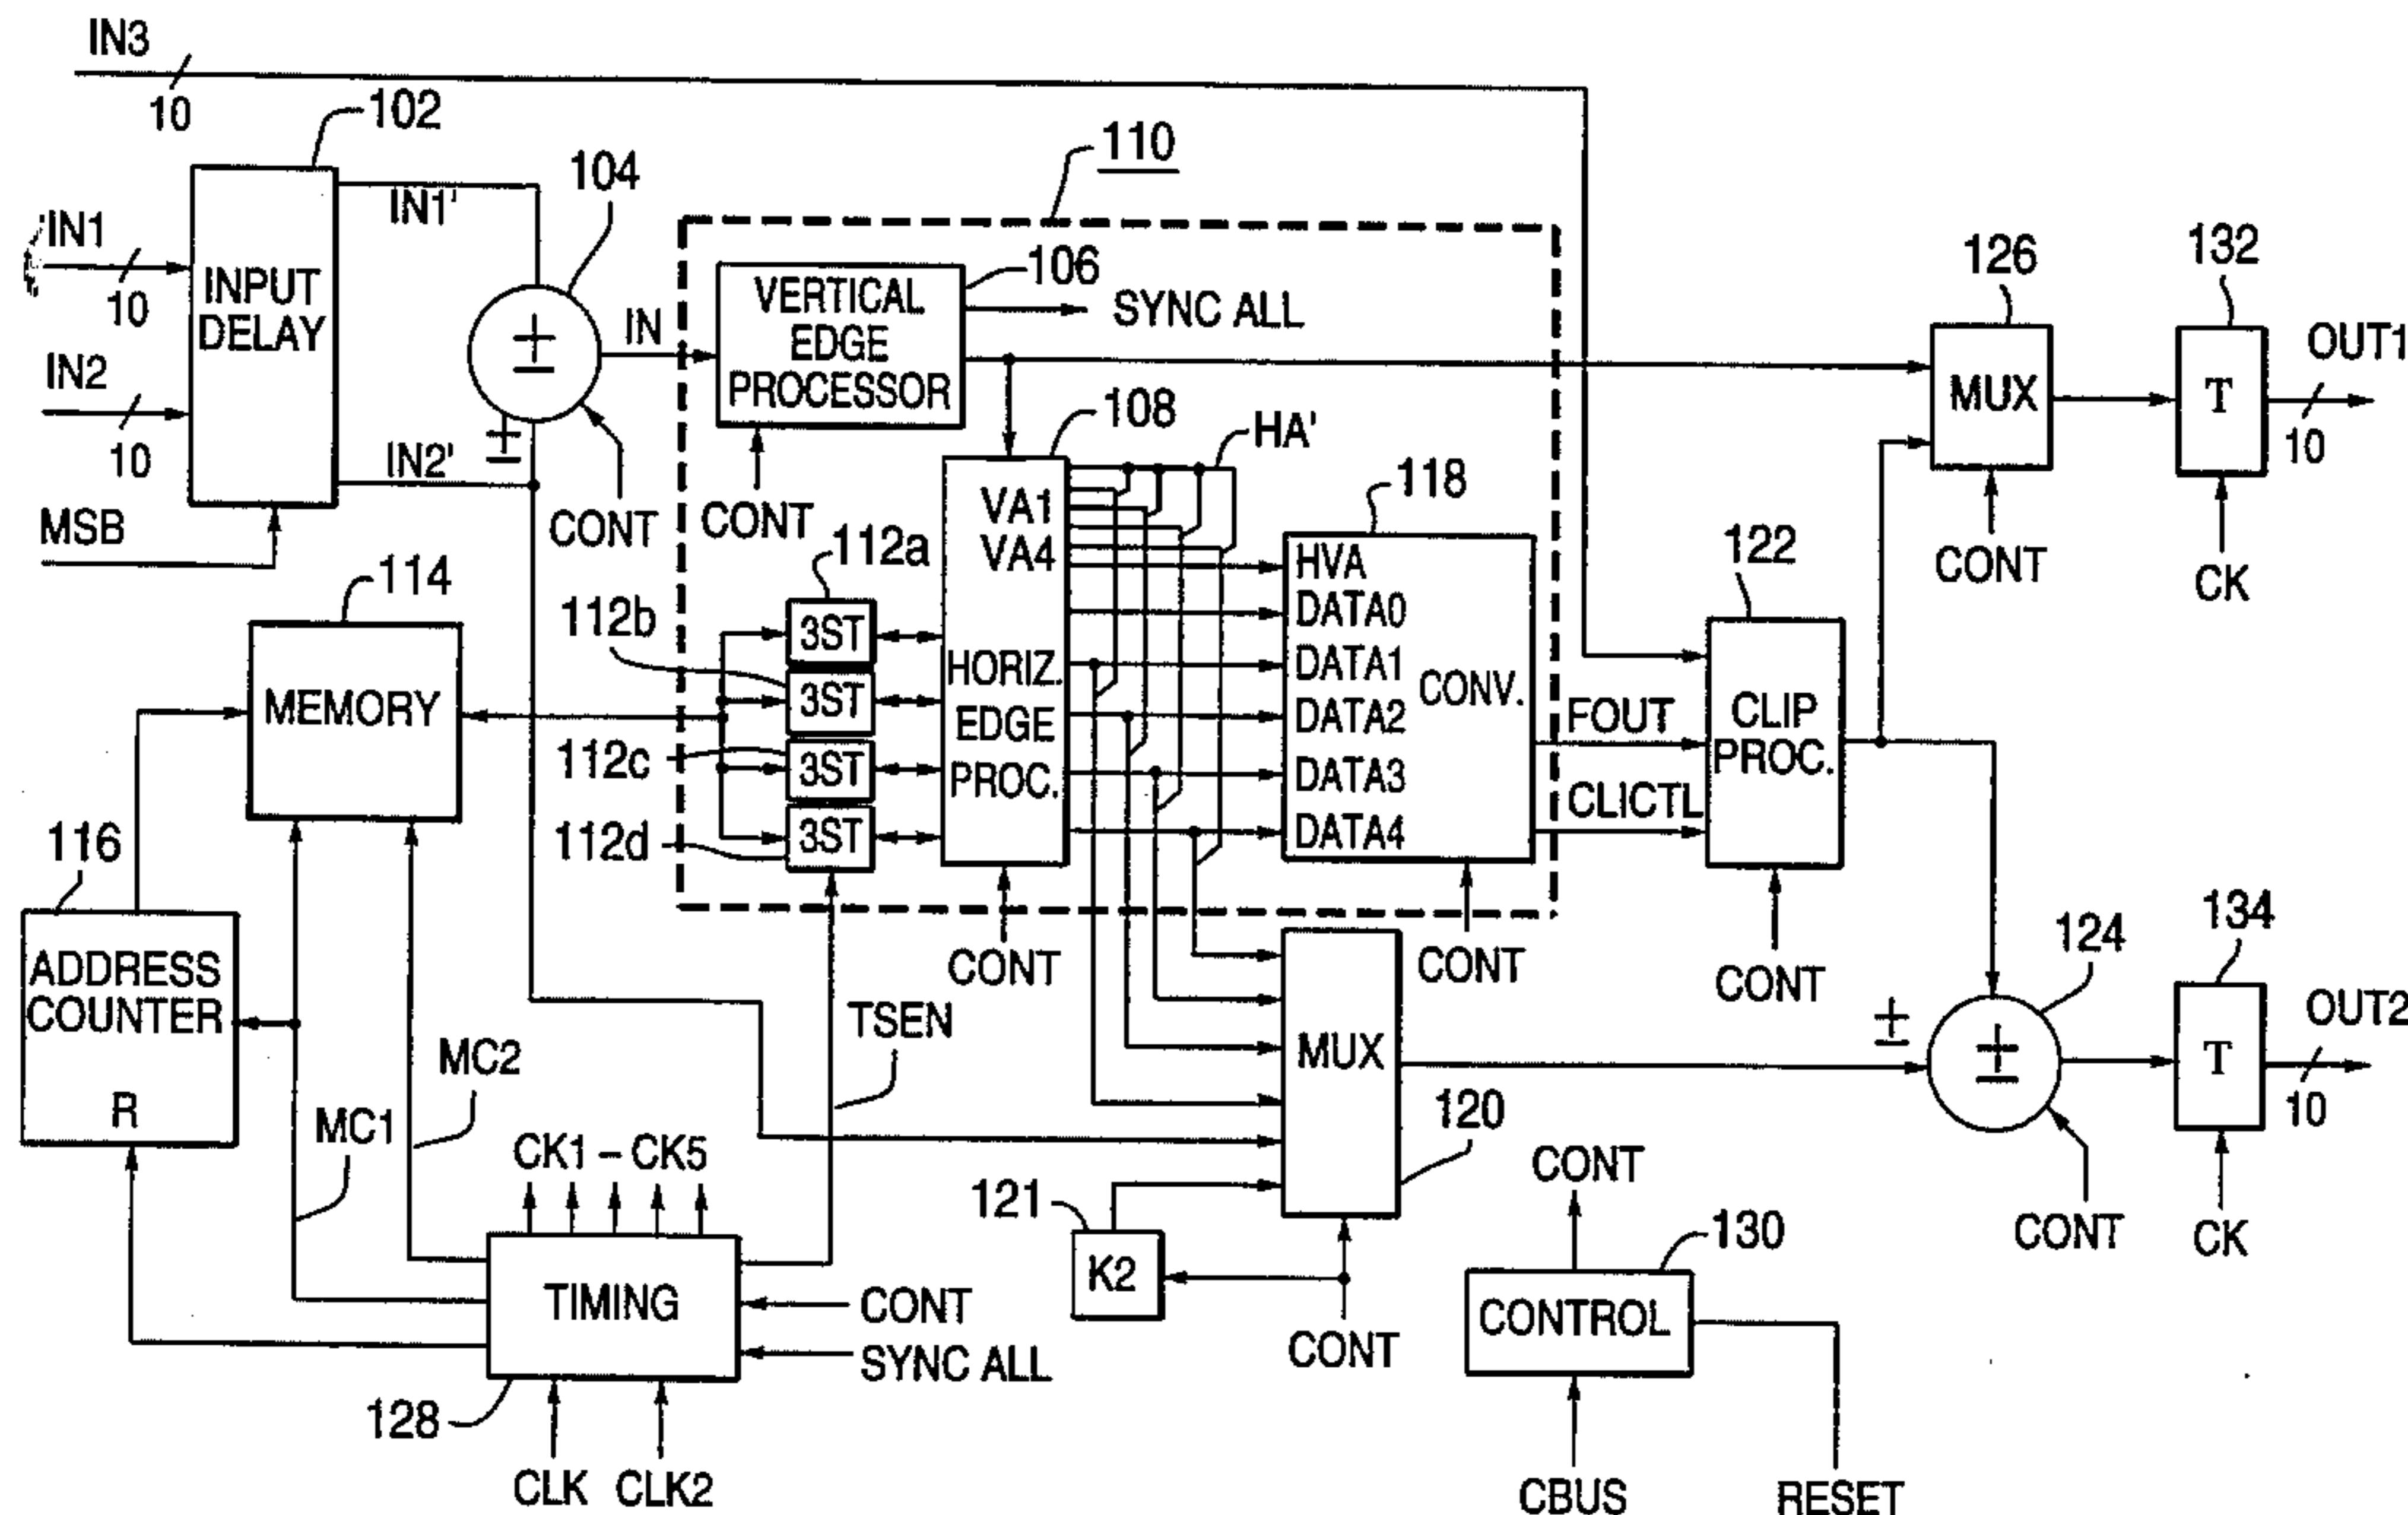 IN3
10
102
110
104
IN1'
IN1
10
INPUT
DELAY
±
IN
VERTICAL
EDGE
PROCESSOR
106
SYNC ALL
126
132
MUX
T
OUT1
10
IN2
10
±
IN2'
MSB
CONT
CONT
108
HA'
118
CONT
CK
114
MEMORY
112a
112b
112c
112d
3ST
3ST
3ST
3ST
VA1
VA4
HORIZ.
EDGE
PROC.
HVA
DATA0
DATA1
DATA2
DATA3
DATA4
CONV.
FOUT
CLICTL
122
CLIP
PROC.
116
ADDRESS
COUNTER
R
CONT
CONT
CONT
124
134
±
±
T
OUT2
10
MC2
MC1
TSEN
MUX
120
CK1 – CK5
121
K2
CONT
CONT
130
CONTROL
CONT
CK
TIMING
CONT
SYNC ALL
128
CLK
CLK2
CBUS
RESET